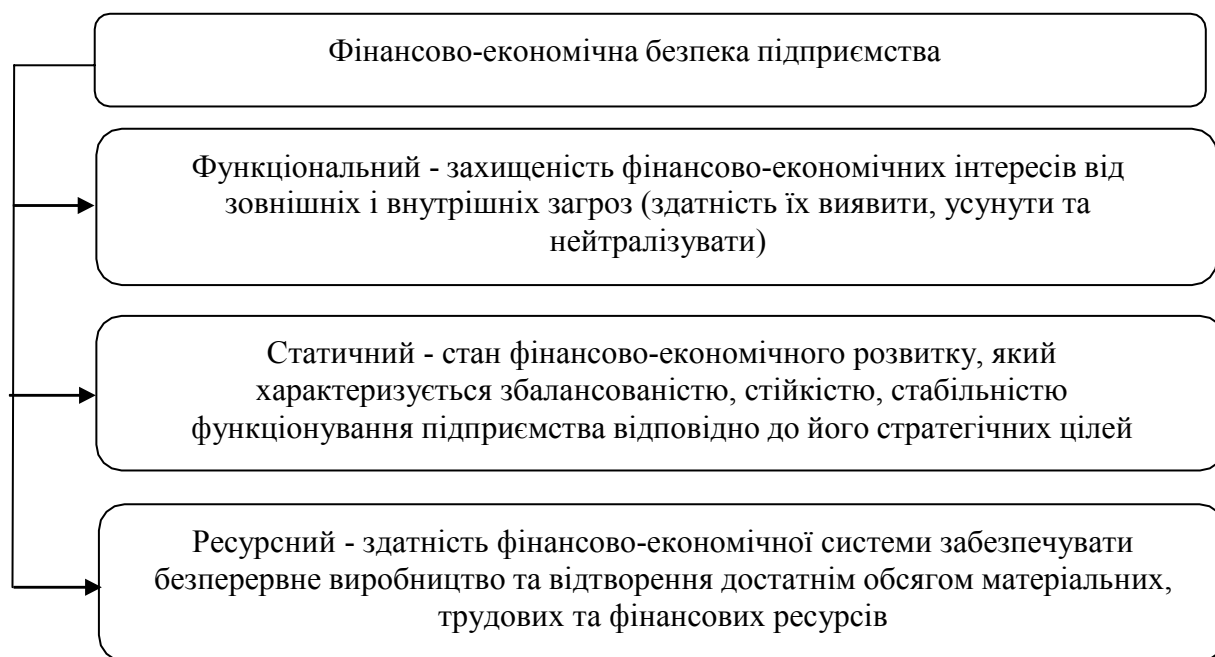 Фінансово-економічна безпека підприємства
Функціональний - захищеність фінансово-економічних інтересів від
зовнішніх і внутрішніх загроз (здатність їх виявити, усунути та
нейтралізувати)
Статичний - стан фінансово-економічного розвитку, який
характеризується збалансованістю, стійкістю, стабільністю
функціонування підприємства відповідно до його стратегічних цілей
Ресурсний - здатність фінансово-економічної системи забезпечувати
безперервне виробництво та відтворення достатнім обсягом матеріальних,
трудових та фінансових ресурсів